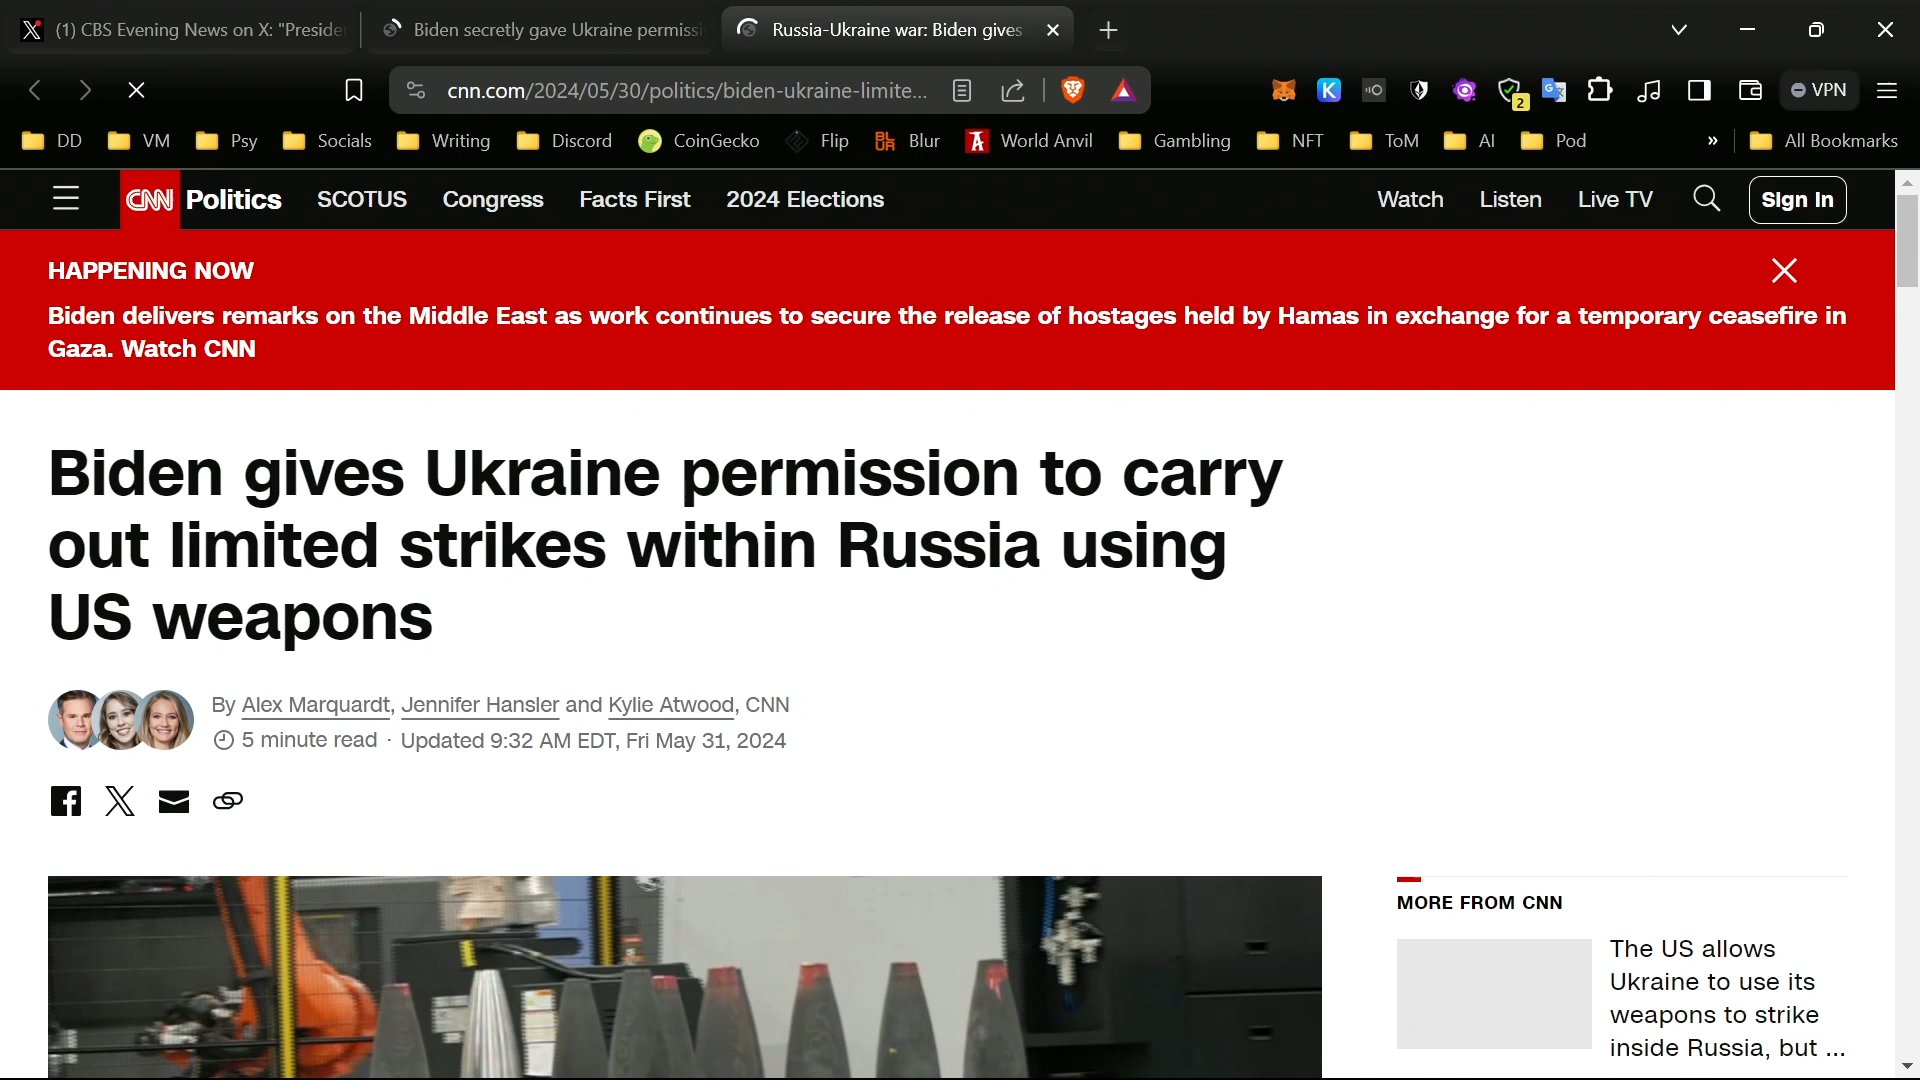 (1) CBS Evening News on X: "Preside
Biden secretly gave Ukraine permissi
Russia-Ukraine war: Biden gives
cnn.com/2024/05/30/politics/biden-ukraine-limite...
2
VPN
DD
VM
Psy
Socials
Writing
Discord
CoinGecko
Flip
Blur
World Anvil
Gambling
NFT
ToM
AI
Pod
»
All Bookmarks
CNN Politics
SCOTUS
Congress
Facts First
2024 Elections
Watch
Listen
Live TV
Sign In
HAPPENING NOW
Biden delivers remarks on the Middle East as work continues to secure the release of hostages held by Hamas in exchange for a temporary ceasefire in
Gaza. Watch CNN
Biden gives Ukraine permission to carry
out limited strikes within Russia using
US weapons
By Alex Marquardt, Jennifer Hansler and Kylie Atwood, CNN
5 minute read · Updated 9:32 AM EDT, Fri May 31, 2024
MORE FROM CNN
The US allows
Ukraine to use its
weapons to strike
inside Russia, but ...